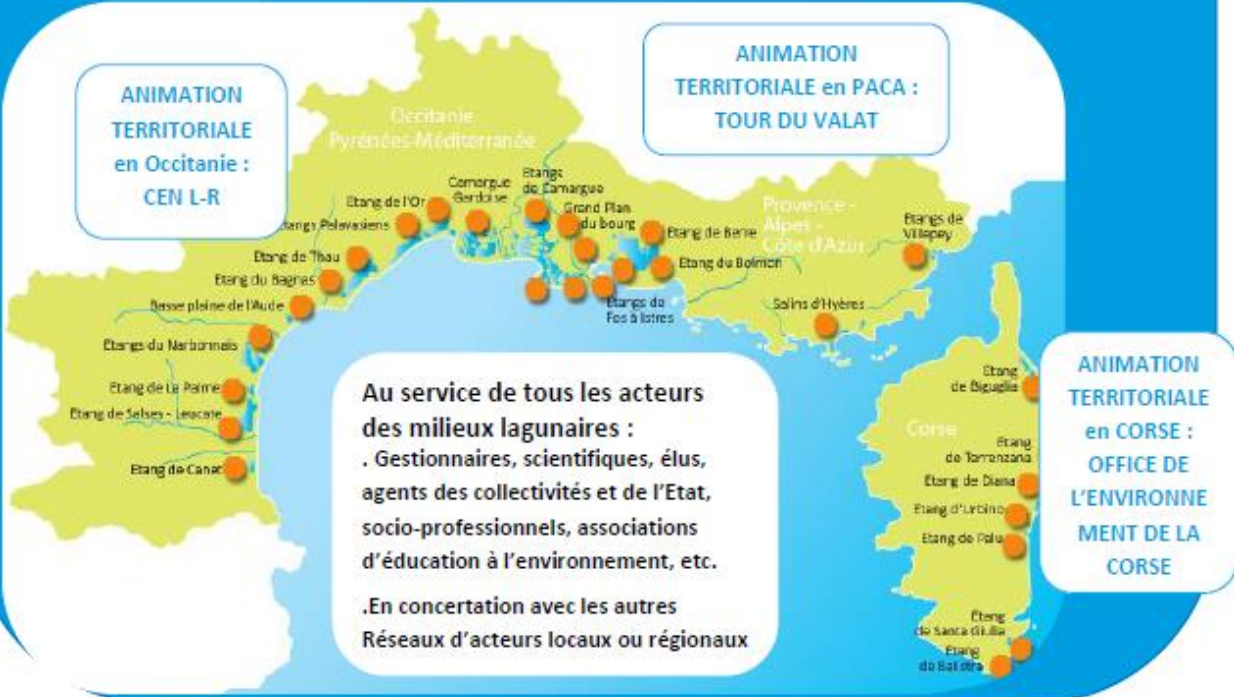 ANIMATION
TERRITORIALE
en Occitanie :
CEN L-R
ANIMATION
TERRITORIALE en PACA :
TOUR DU VALAT
Occitanie
Pyrénées-Méditerranée
Provence -
Alpes -
Côte d'Azur
Corse
Camargue
Gardoise
Etangs
de Camargue
Grand Plan
du bourg
Etang de l'Or
Etangs Palavasiens
Etang de Thau
Etang du Bagnas
Basse plaine de l'Aude
Etangs du Narbonnais
Etang de La Palme
Etang de Salses - Leucate
Etang de Canet
Etang de Berre
Etang du Bolmon
Etangs de
Fos à Istres
Etangs de
Villepey
Salins d'Hyères
Etang
de Biguglia
Etang
de Terrenzana
Etang de Diana
Etang d'Urbino
Etang de Palu
Etang
de Santa Giulia
Etang
de Balistra
Au service de tous les acteurs
des milieux lagunaires :
. Gestionnaires, scientifiques, élus,
agents des collectivités et de l'Etat,
socio-professionnels, associations
d'éducation à l'environnement, etc.
.En concertation avec les autres
Réseaux d'acteurs locaux ou régionaux
ANIMATION
TERRITORIALE
en CORSE :
OFFICE DE
L'ENVIRONNE
MENT DE LA
CORSE